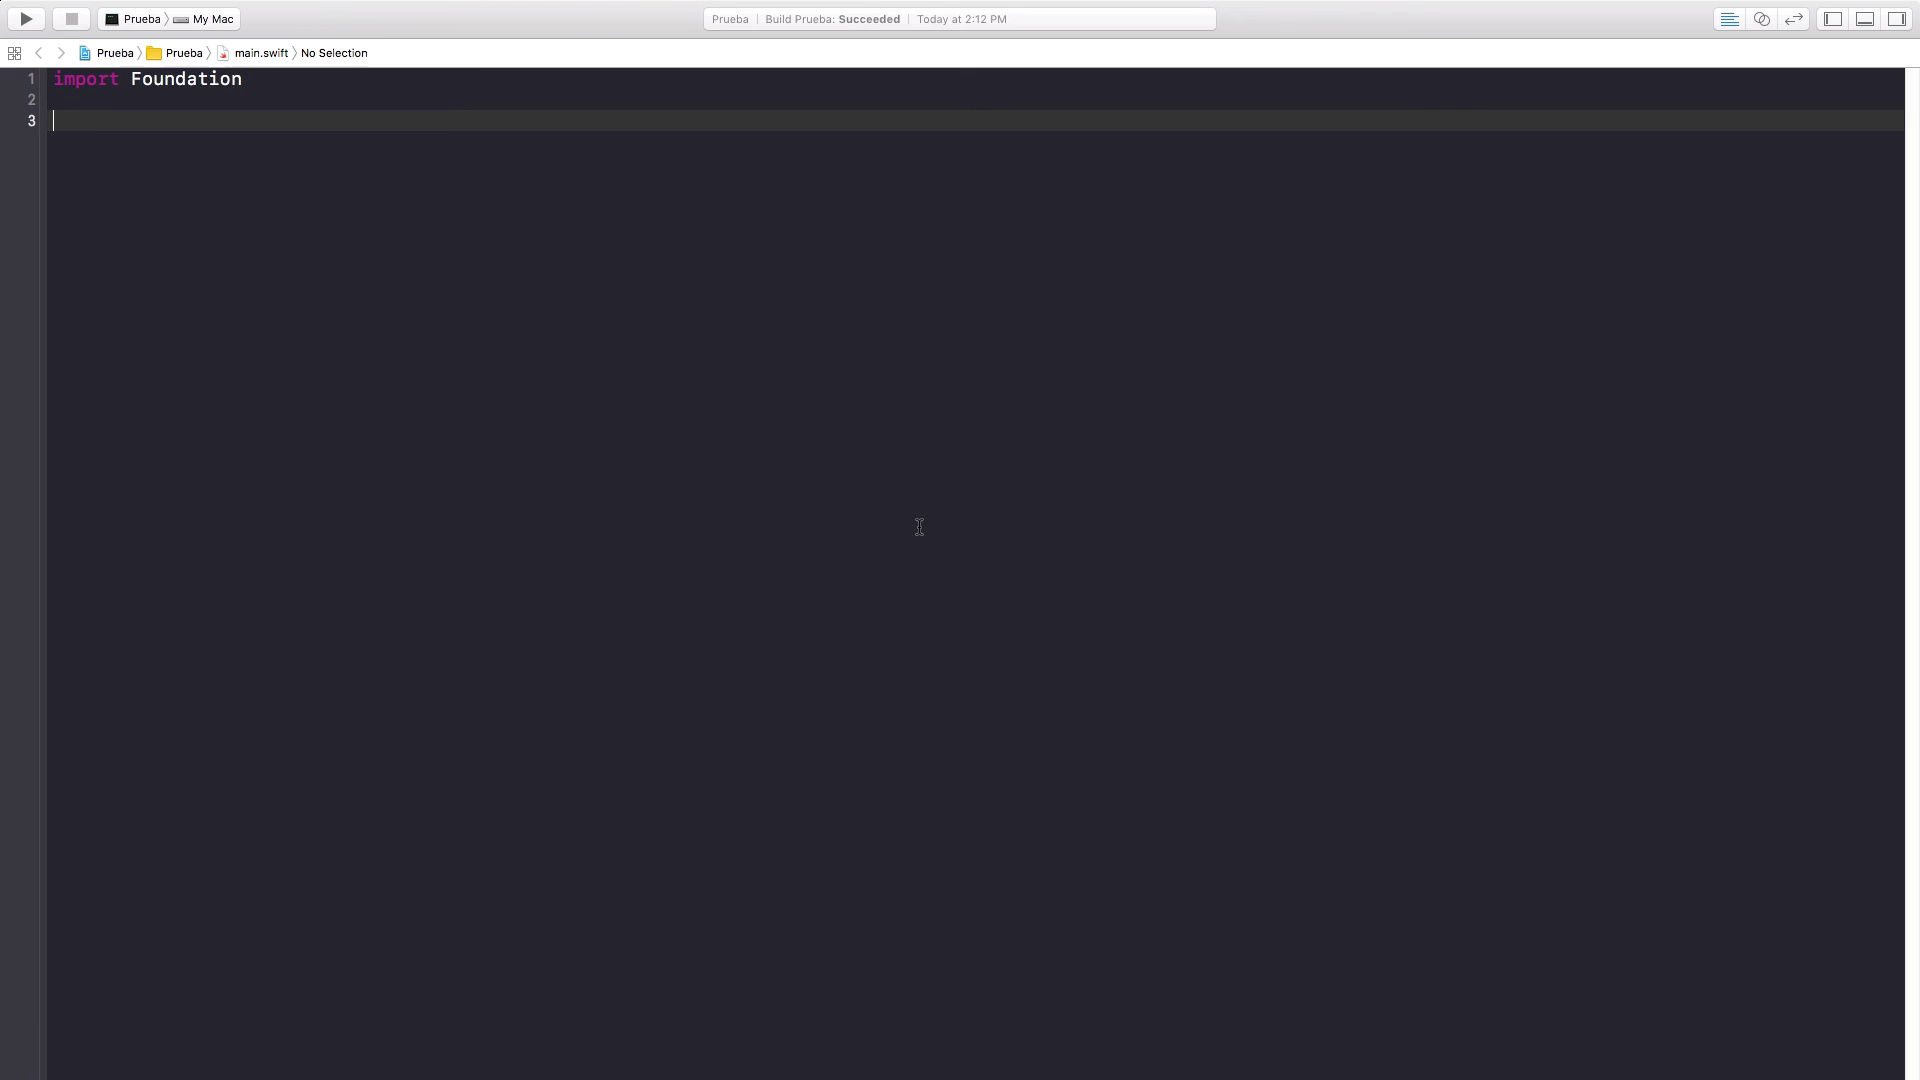 Prueba My Mac Prueba Build Prueba: Succeeded Today at 2:12 PM
Prueba Prueba main.swift No Selection
1 import Foundation
2
3